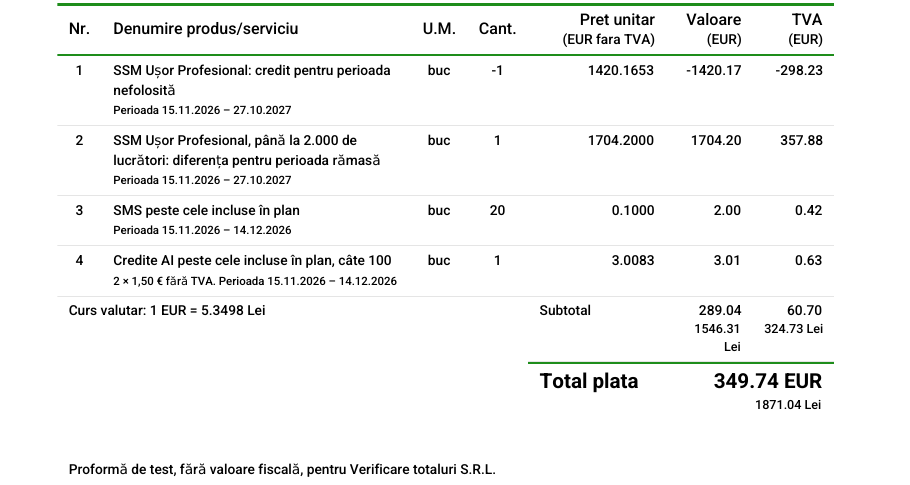 Nr. Denumire produs/serviciu U.M. Cant. Pret unitar (EUR fara TVA) Valoare (EUR) TVA (EUR)
1 SSM Ușor Profesional: credit pentru perioada buc -1 1420.1653 -1420.17 -298.23
nefolosită
Perioada 15.11.2026 – 27.10.2027
2 SSM Ușor Profesional, până la 2.000 de buc 1 1704.2000 1704.20 357.88
lucrători: diferența pentru perioada rămasă
Perioada 15.11.2026 – 27.10.2027
3 SMS peste cele incluse în plan buc 20 0.1000 2.00 0.42
Perioada 15.11.2026 – 14.12.2026
4 Credite AI peste cele incluse în plan, câte 100 buc 1 3.0083 3.01 0.63
2 × 1,50 € fără TVA. Perioada 15.11.2026 – 14.12.2026
Curs valutar: 1 EUR = 5.3498 Lei Subtotal 289.04 60.70
1546.31 324.73 Lei
Lei
Total plata 349.74 EUR
1871.04 Lei
Proformă de test, fără valoare fiscală, pentru Verificare totaluri S.R.L.